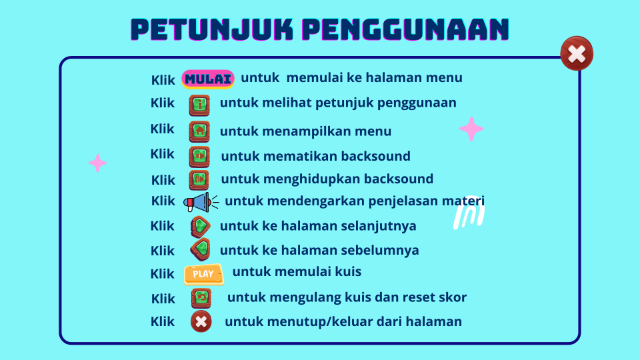 PETUNJUK PENGGUNAAN
Klik MULAI untuk memulai ke halaman menu
Klik untuk melihat petunjuk penggunaan
Klik untuk menampilkan menu
Klik untuk mematikan backsound
Klik untuk menghidupkan backsound
Klik untuk mendengarkan penjelasan materi
Klik untuk ke halaman selanjutnya
Klik untuk ke halaman sebelumnya
Klik PLAY untuk memulai kuis
Klik untuk mengulang kuis dan reset skor
Klik untuk menutup/keluar dari halaman